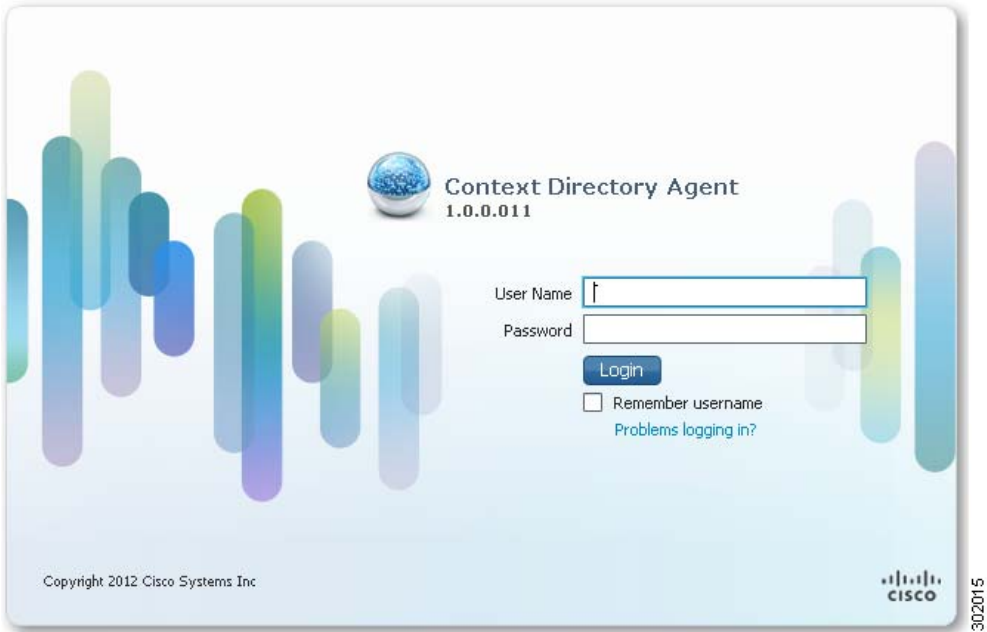 Context Directory Agent
1.0.0.011
User Name
Password
Login
Remember username
Problems logging in?
Copyright 2012 Cisco Systems Inc
CISCO
302015